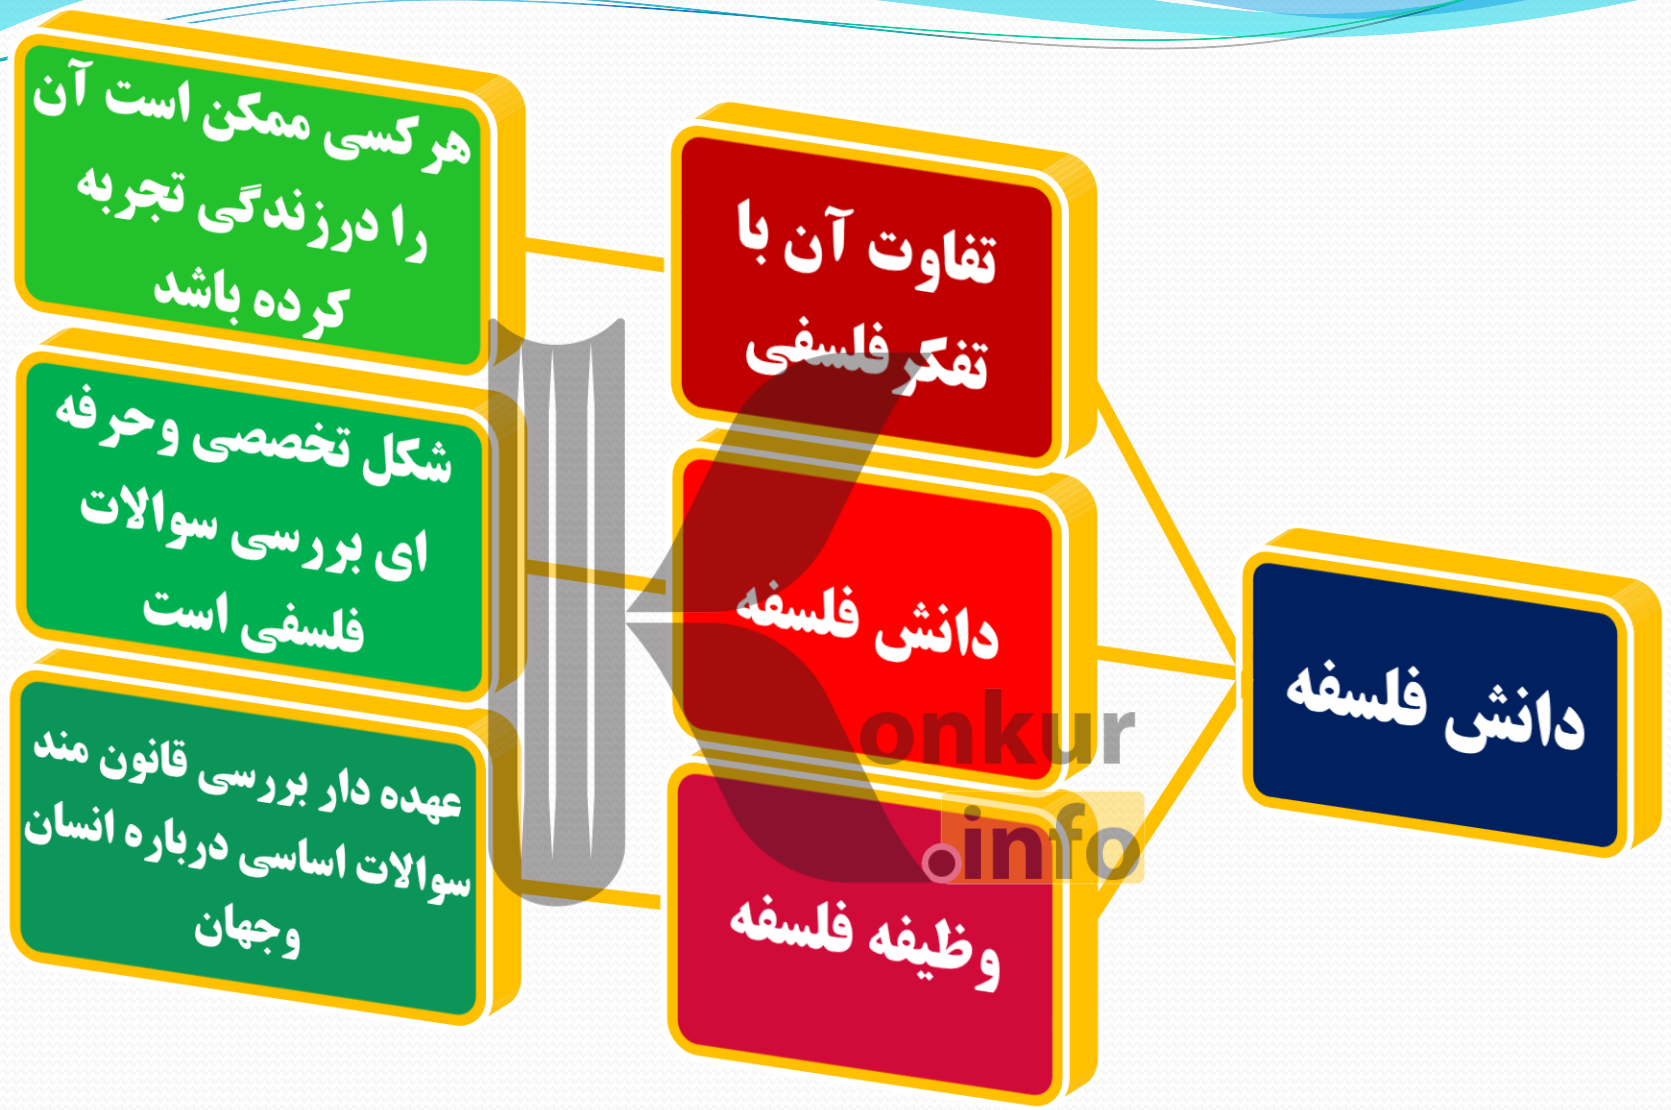 دانش فلسفه
تفاوت آن با
تفکر فلسفی
هر کسی ممکن است آن
را درزندگی تجربه
کرده باشد
دانش فلسفه
شکل تخصصی وحرفه
ای بررسی سوالات
فلسفی است
وظیفه فلسفه
عهده دار بررسی قانون مند
سوالات اساسی درباره انسان
وجهان
onkur
.info